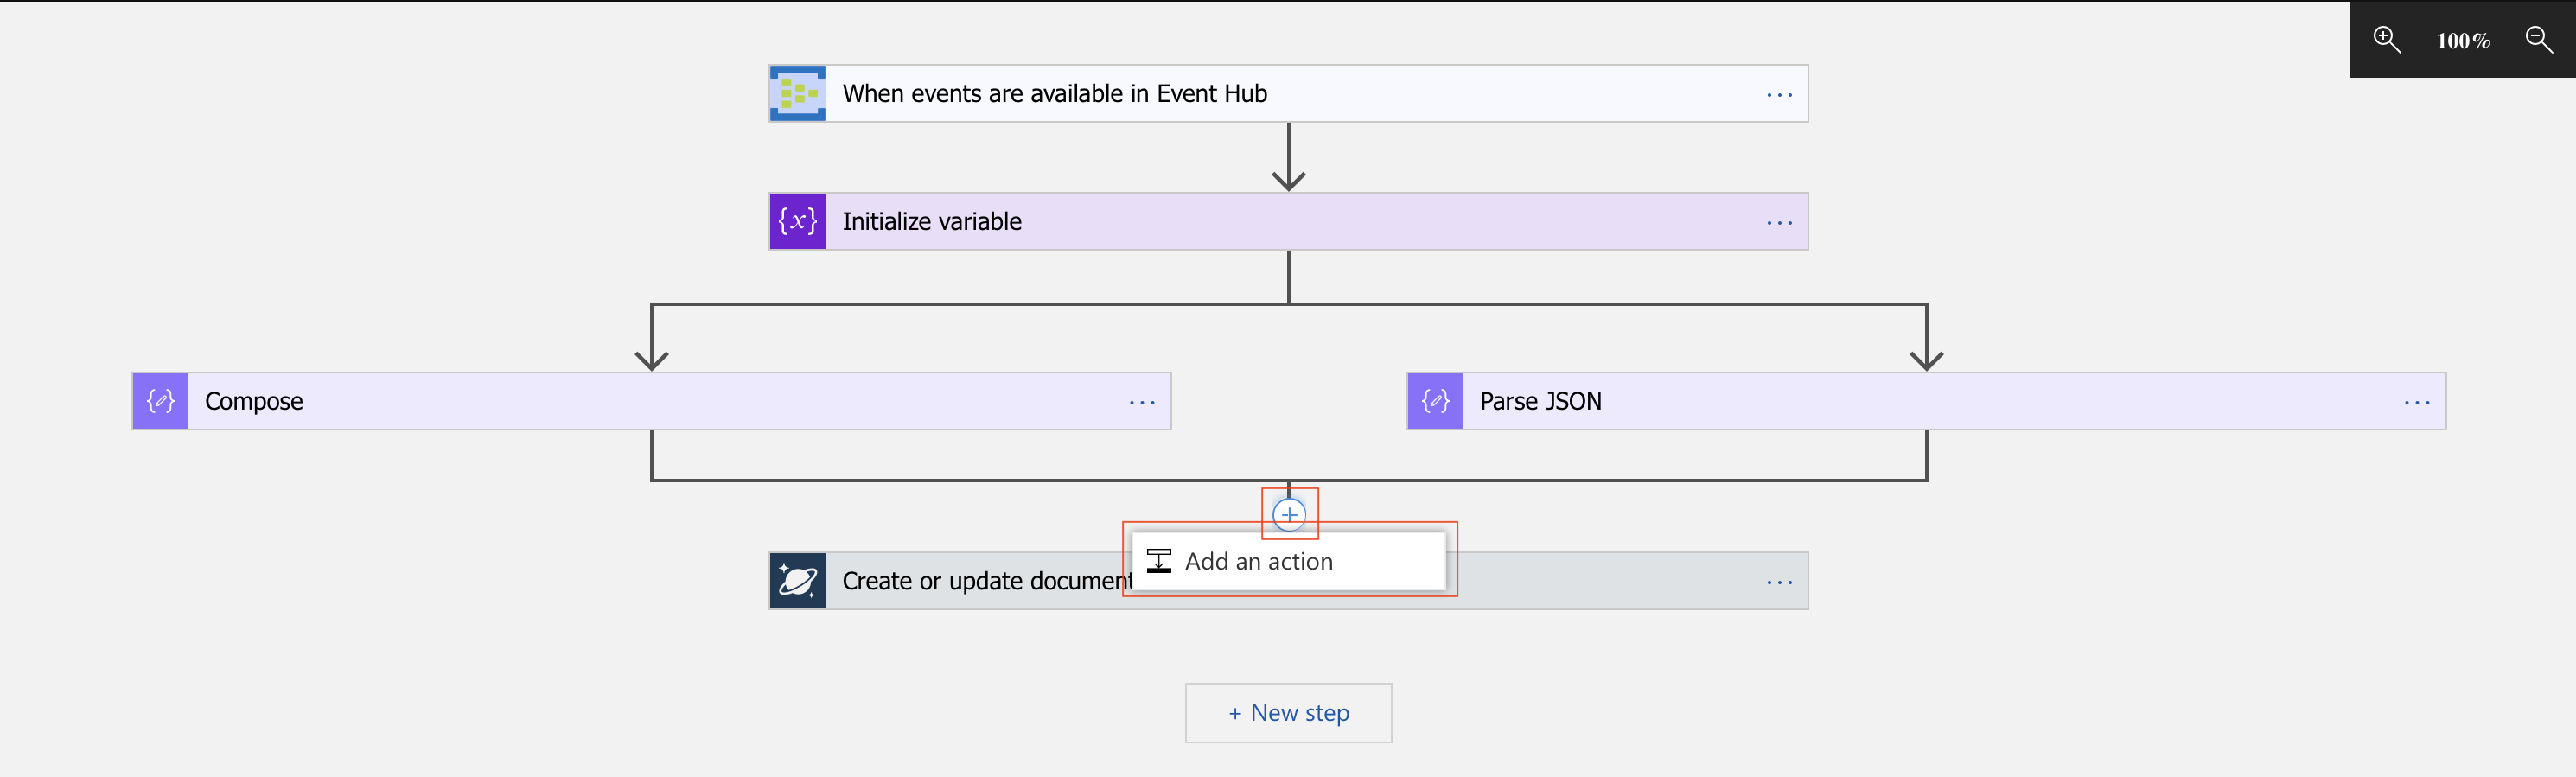 100%
When events are available in Event Hub
...
{x} Initialize variable
...
Compose
...
Parse JSON
...
Add an action
Create or update document
...
+ New step